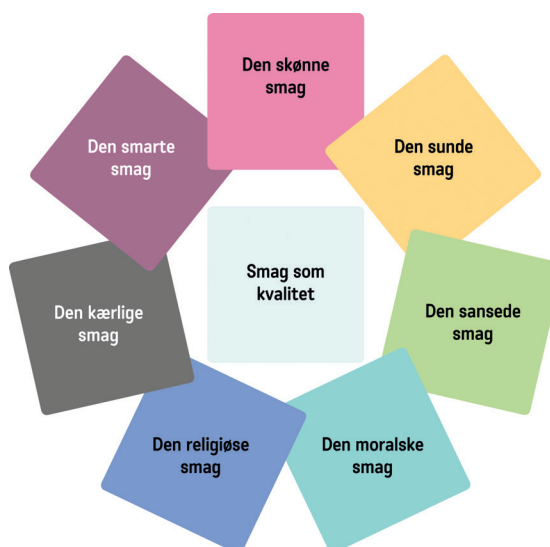 Den skønne
smag
Den smarte
smag
Den sunde
smag
Smag som
kvalitet
Den kærlige
smag
Den sansede
smag
Den religiøse
smag
Den moralske
smag